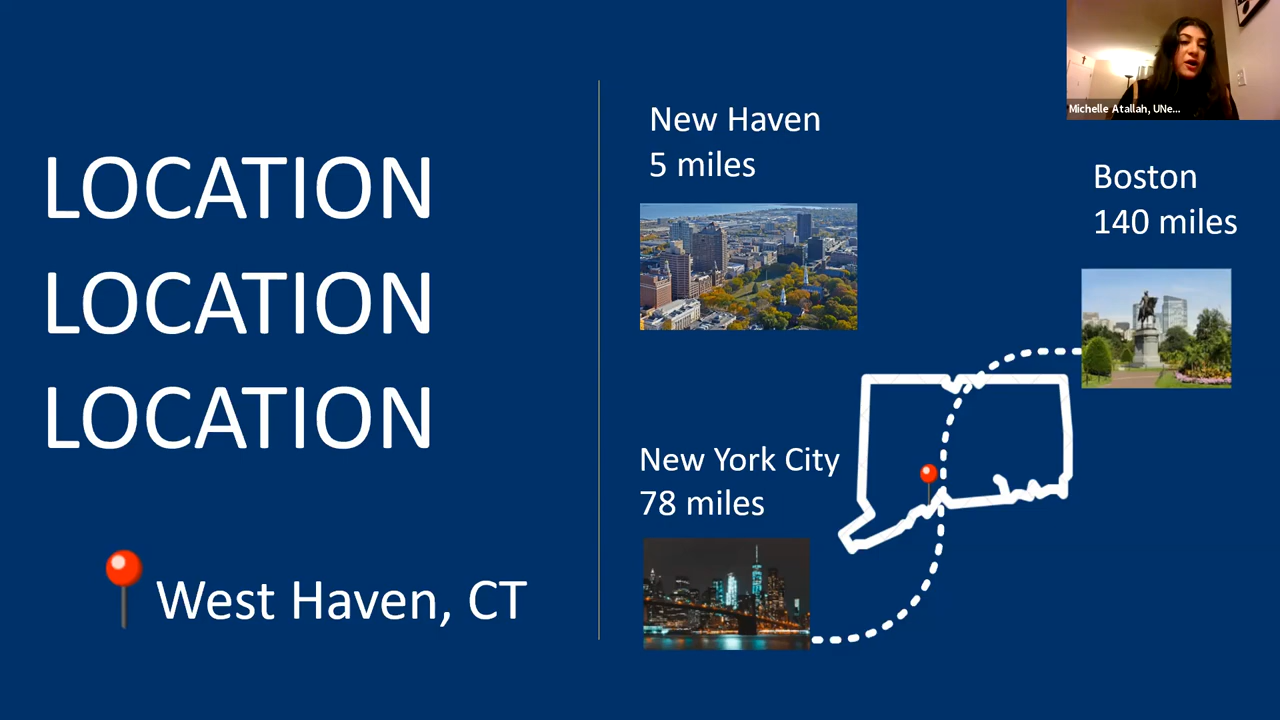 LOCATION
LOCATION
LOCATION
West Haven, CT
New Haven
5 miles
New York City
78 miles
Boston
140 miles
Michelle Atallah, UNe...